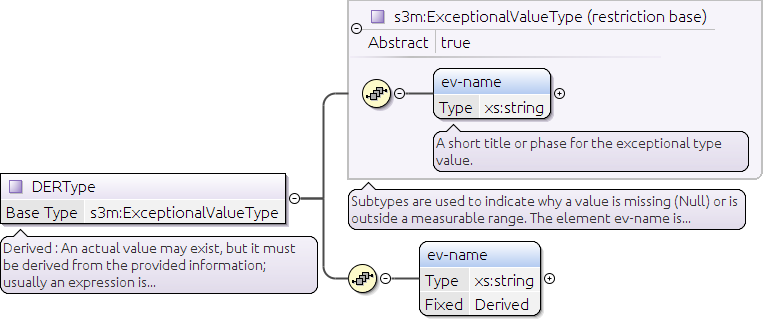 s3m:ExceptionalValueType (restriction base)
Abstract true
ev-name
Type xs:string
A short title or phase for the exceptional type
value.
DERType
Base Type s3m:ExceptionalValueType
Derived : An actual value may exist, but it must
be derived from the provided information;
usually an expression is...
Subtypes are used to indicate why a value is missing (Null) or is
outside a measurable range. The element ev-name is...
ev-name
Type xs:string
Fixed Derived